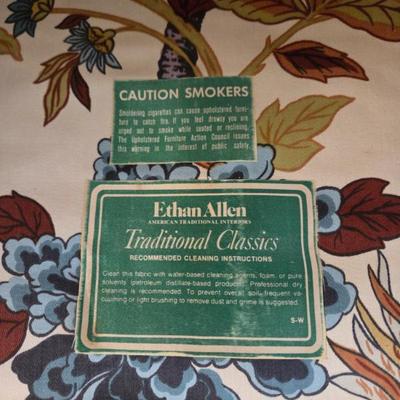 CAUTION SMOKERS
Smoldering cigarettes can cause upholstered furni-
ture to catch fire. If you feel drowsy you are
urged not to smoke while seated or reclining.
The Upholstered Furniture Action Council issues
this warning in the interest of public safety.
Ethan Allen
AMERICAN TRADITIONAL INTERIORS
Traditional Classics
RECOMMENDED CLEANING INSTRUCTIONS
Clean this fabric with water-based cleaning agents, foam, or pure
solvents (petroleum distillate-based products). Professional dry
cleaning is recommended. To prevent overall soil, frequent va-
cuuming or light brushing to remove dust and grime is suggested.
S-W